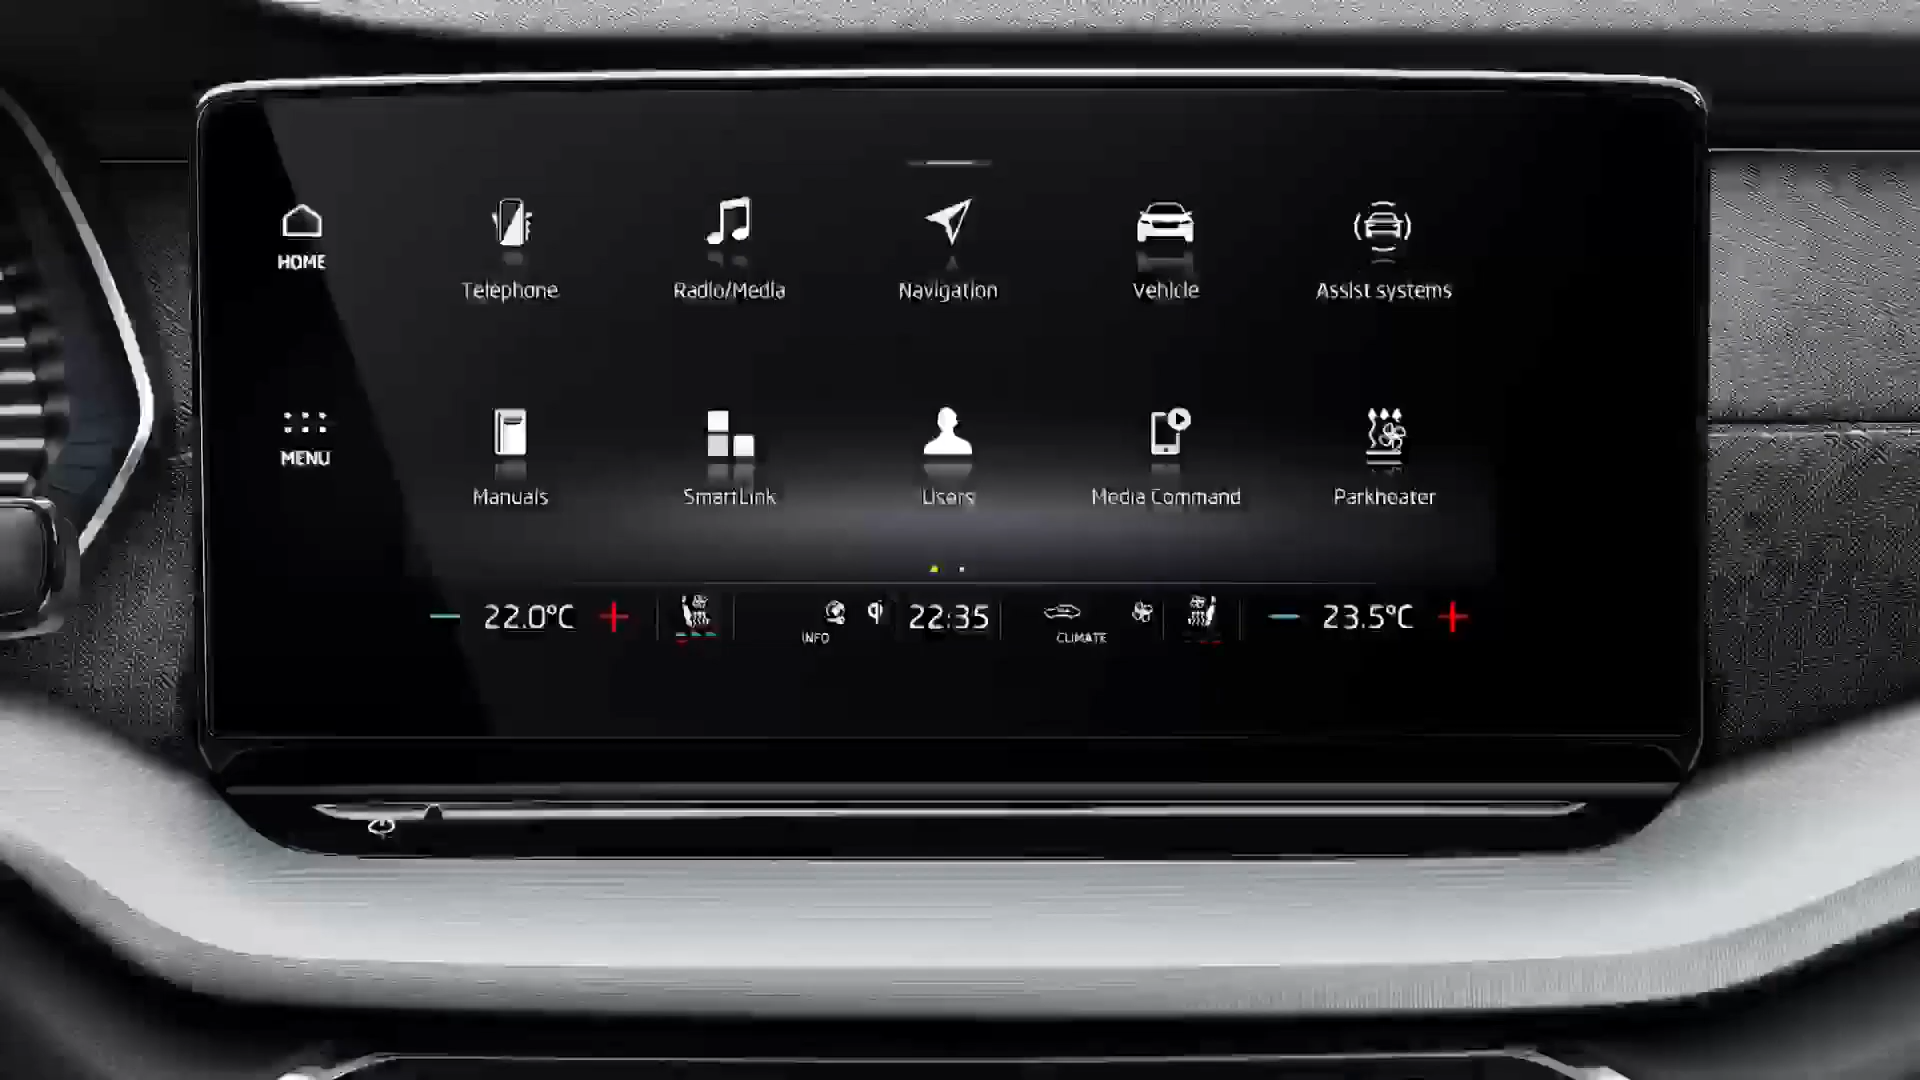 HOME
Telephone
Radio/Media
Navigation
Vehicle
Assist systems
MENU
Manuals
SmartLink
Users
Media Command
Parkheater
22.0°C
INFO
22:35
CLIMATE
23.5°C